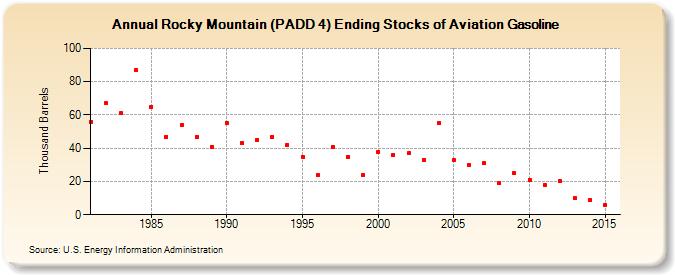 Annual Rocky Mountain (PADD 4) Ending Stocks of Aviation Gasoline
Thousand Barrels
100
80
60
40
20
0
1985 1990 1995 2000 2005 2010 2015
Source: U.S. Energy Information Administration